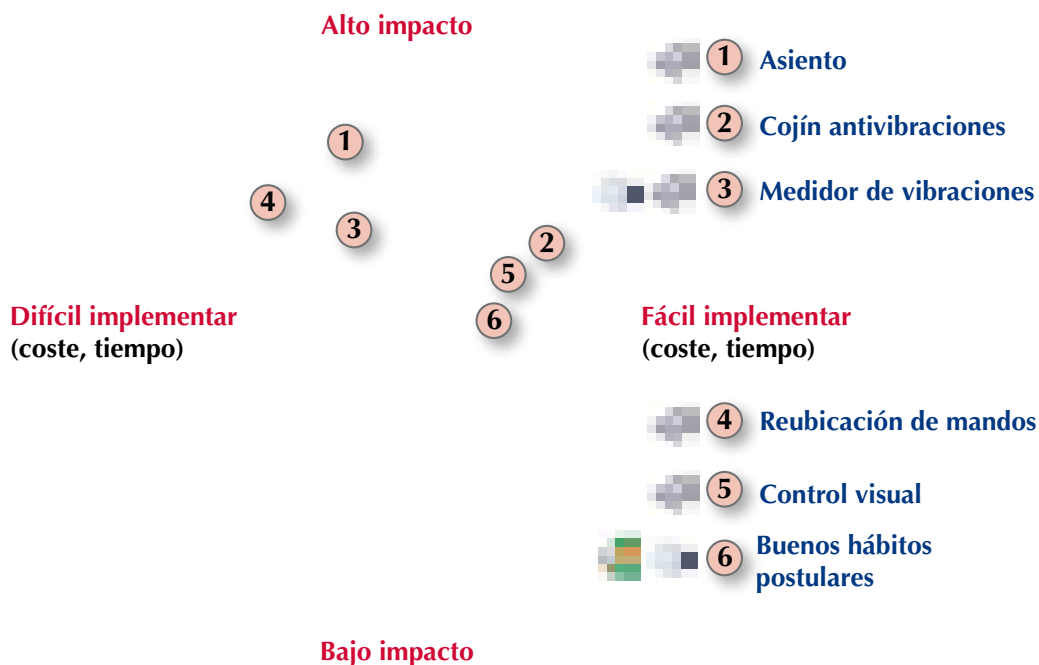 Alto impacto
1 Asiento
2 Cojín antivibraciones
1
3 Medidor de vibraciones
4
3
2
5
6
Difícil implementar
(coste, tiempo)
Fácil implementar
(coste, tiempo)
4 Reubicación de mandos
5 Control visual
6 Buenos hábitos
postulares
Bajo impacto